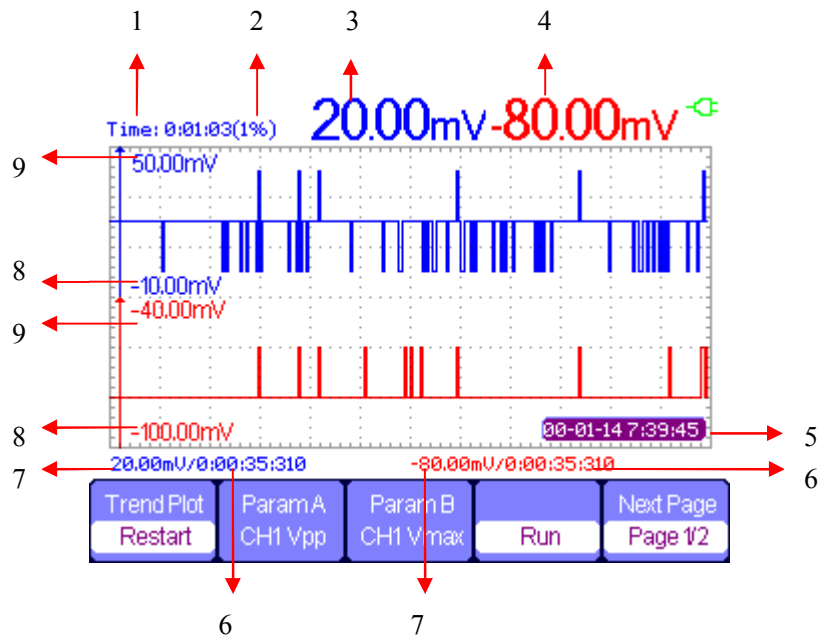 1 2 3 4
Time: 0:01:03(1%) 20.00mV -80.00mV
9 50.00mV
8 -10.00mV
9 -40.00mV
8 -100.00mV 00-01-14 7:39:45 5
7 20.00mV/0:00:35:310 -80.00mV/0:00:35:310 6
Trend Plot Param A Param B Next Page
Restart CH1 Vpp CH1 Vmax Run Page 1/2
6 7